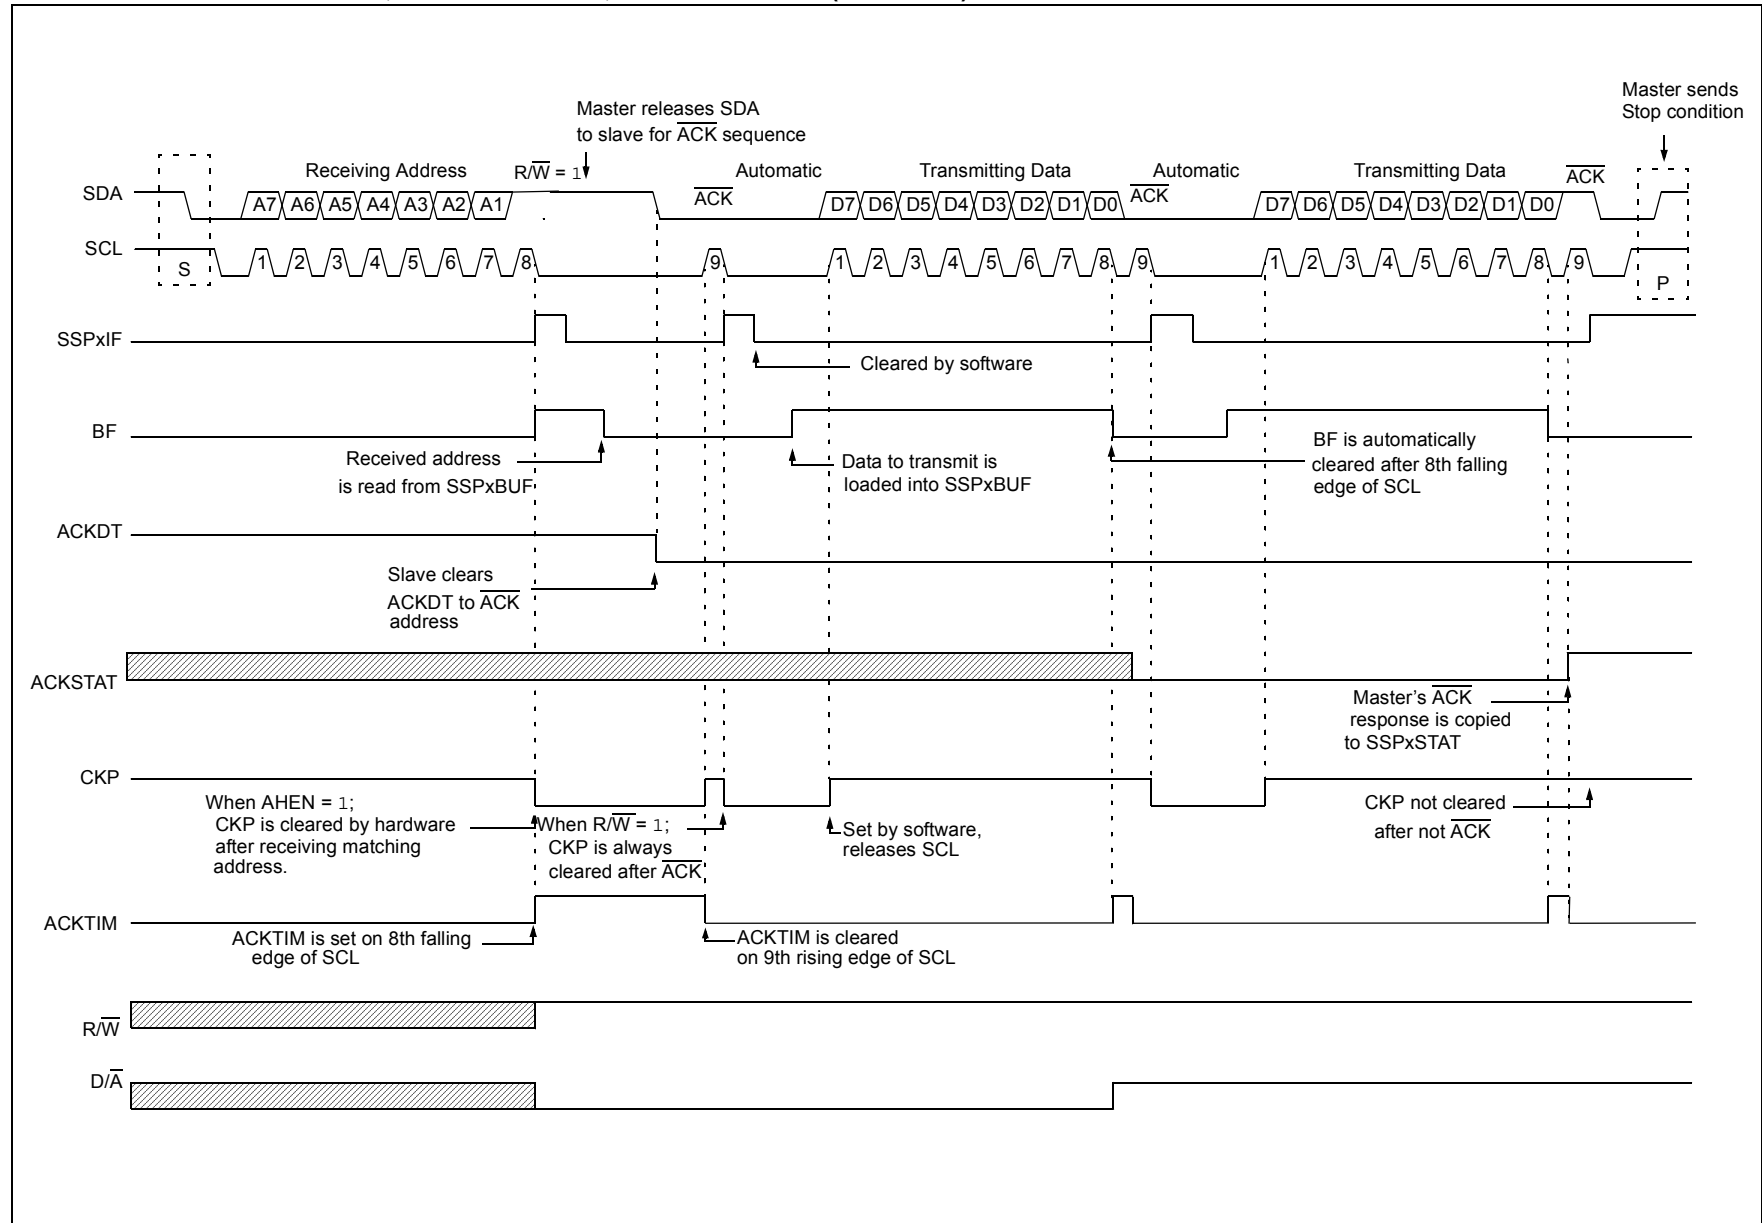 Master sends
Stop condition
Master releases SDA
to slave for ACK sequence
Receiving Address
R/W = 1
Automatic
Transmitting Data
Automatic
Transmitting Data
ACK
SDA
A7 A6 A5 A4 A3 A2 A1
ACK
D7 D6 D5 D4 D3 D2 D1 D0
ACK
D7 D6 D5 D4 D3 D2 D1 D0
SCL
S
1 2 3 4 5 6 7 8 9
1 2 3 4 5 6 7 8 9
1 2 3 4 5 6 7 8 9
P
SSPxIF
Cleared by software
BF
Received address
is read from SSPxBUF
Data to transmit is
loaded into SSPxBUF
BF is automatically
cleared after 8th falling
edge of SCL
ACKDT
Slave clears
ACKDT to ACK
address
ACKSTAT
Master's ACK
response is copied
to SSPxSTAT
CKP
When AHEN = 1;
CKP is cleared by hardware
after receiving matching
address.
When R/W = 1;
CKP is always
cleared after ACK
Set by software,
releases SCL
CKP not cleared
after not ACK
ACKTIM
ACKTIM is set on 8th falling
edge of SCL
ACKTIM is cleared
on 9th rising edge of SCL
R/W
D/A